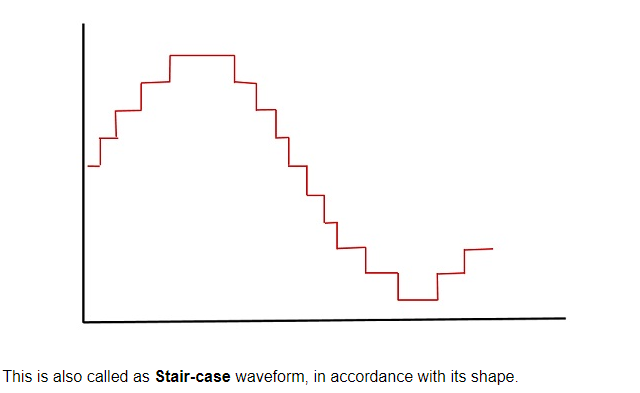 This is also called as Stair-case waveform, in accordance with its shape.